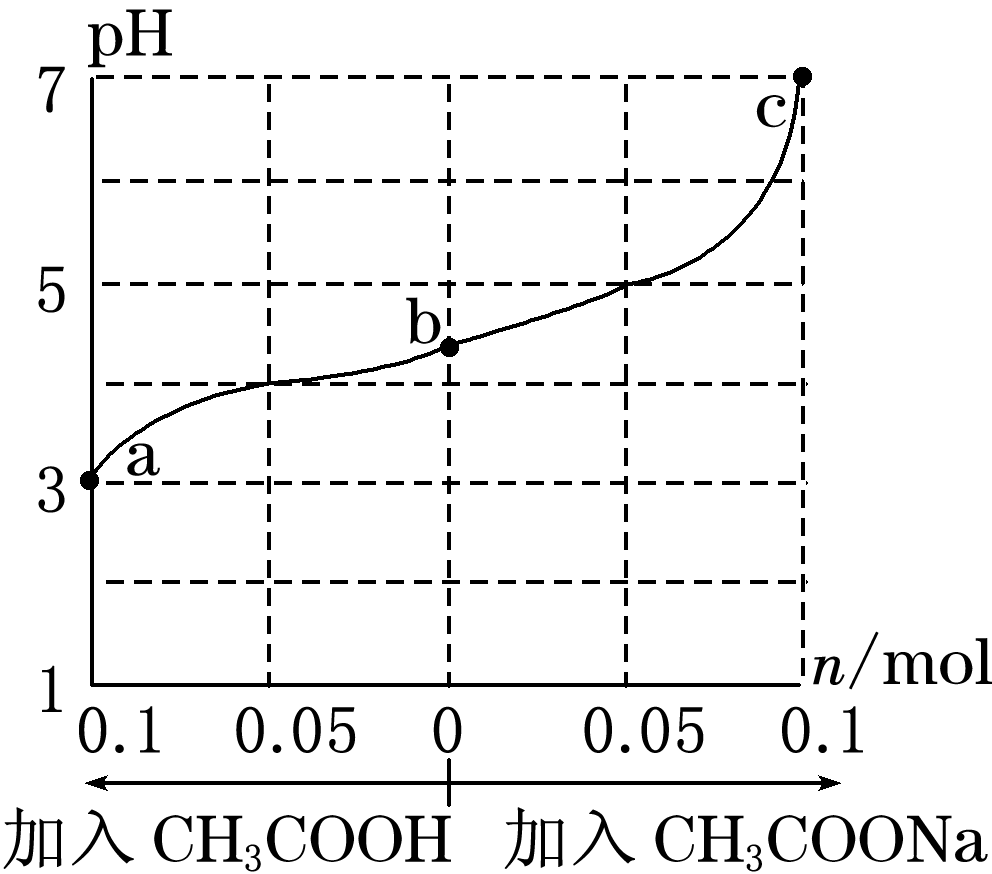 pH
7
c
5
b
a
3
1
n/mol
0.1 0.05 0 0.05 0.1
加入 CH₃COOH 加入 CH₃COONa